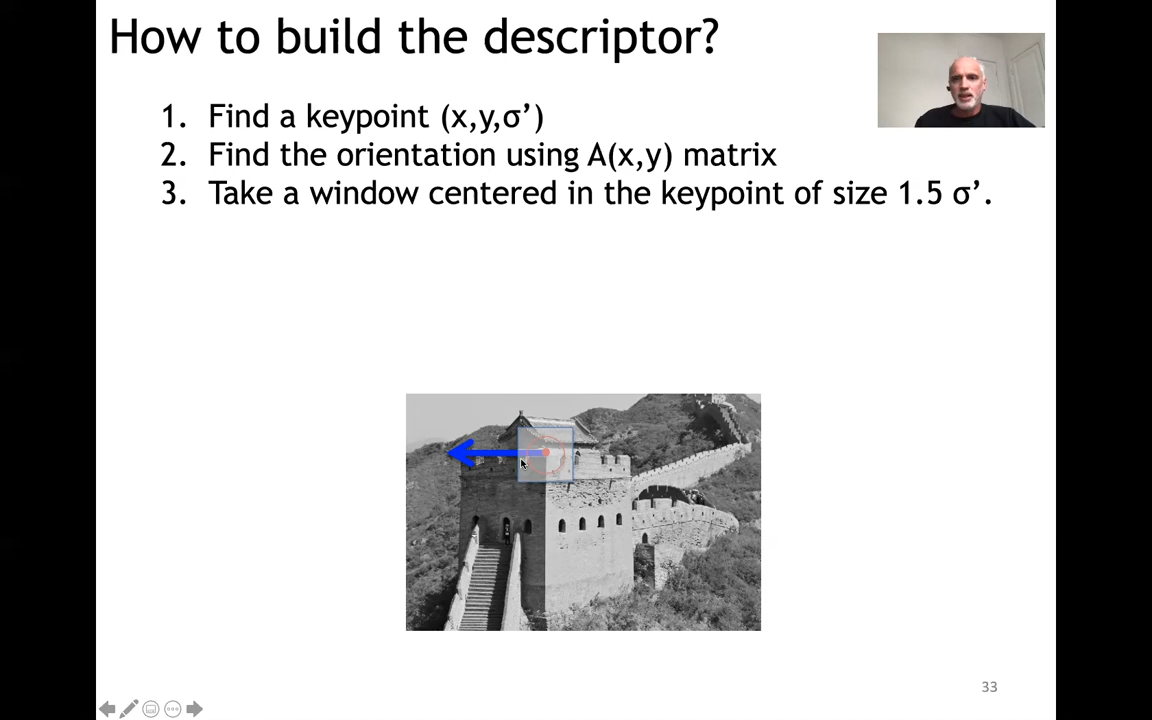 How to build the descriptor?
1. Find a keypoint (x,y,σ’)
2. Find the orientation using A(x,y) matrix
3. Take a window centered in the keypoint of size 1.5 σ’.
33